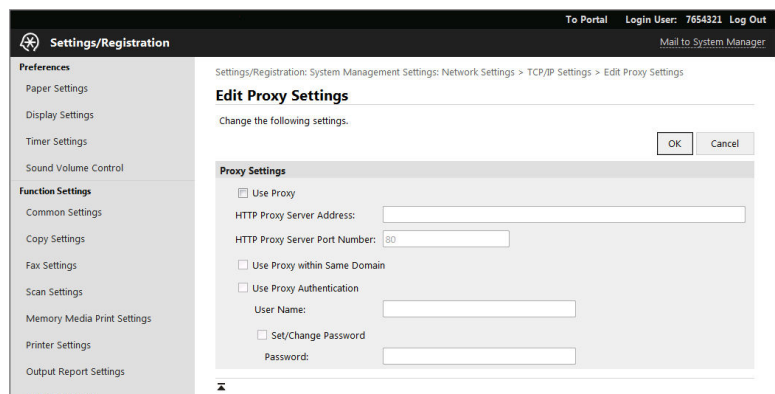 To Portal Login User: 7654321 Log Out
Settings/Registration Mail to System Manager
Preferences
Paper Settings
Display Settings
Timer Settings
Sound Volume Control
Function Settings
Common Settings
Copy Settings
Fax Settings
Scan Settings
Memory Media Print Settings
Printer Settings
Output Report Settings
Settings/Registration: System Management Settings: Network Settings > TCP/IP Settings > Edit Proxy Settings
Edit Proxy Settings
Change the following settings.
OK Cancel
Proxy Settings
Use Proxy
HTTP Proxy Server Address:
HTTP Proxy Server Port Number: 80
Use Proxy within Same Domain
Use Proxy Authentication
User Name:
Set/Change Password
Password: